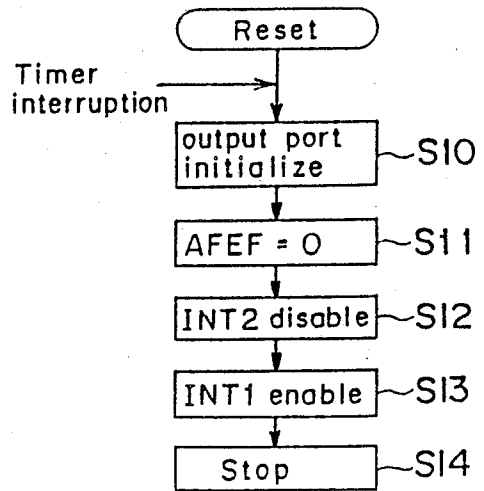 Reset
Timer
interruption
output port
initialize
S10
AFEF = 0
S11
INT2 disable
S12
INT1 enable
S13
Stop
S14